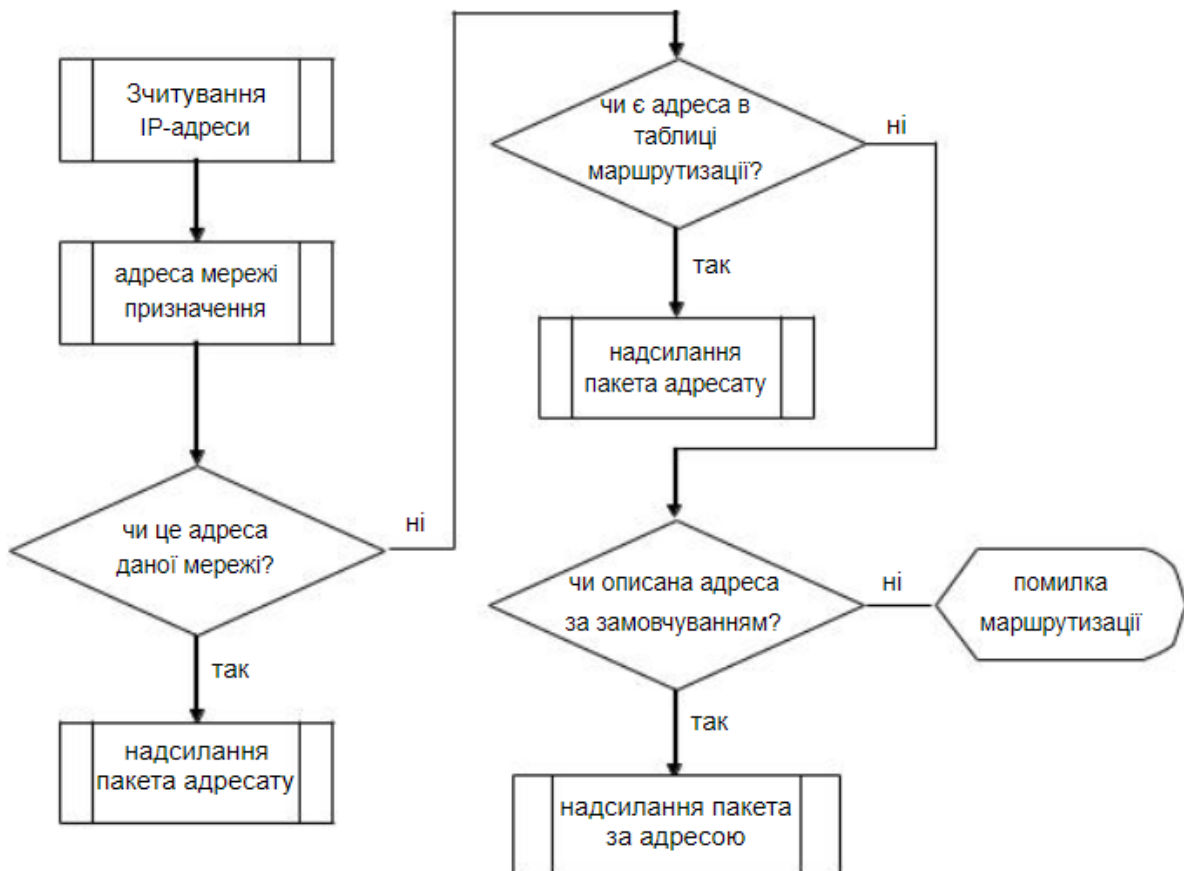 Зчитування
IP-адреси
адреса мережі
призначення
чи це адреса
даної мережі?
ні
так
надсилання
пакета адресату
чи є адреса в
таблиці
маршрутизації?
ні
так
надсилання
пакета адресату
чи описана адреса
за замовчуванням?
ні
помилка
маршрутизації
так
надсилання пакета
за адресою